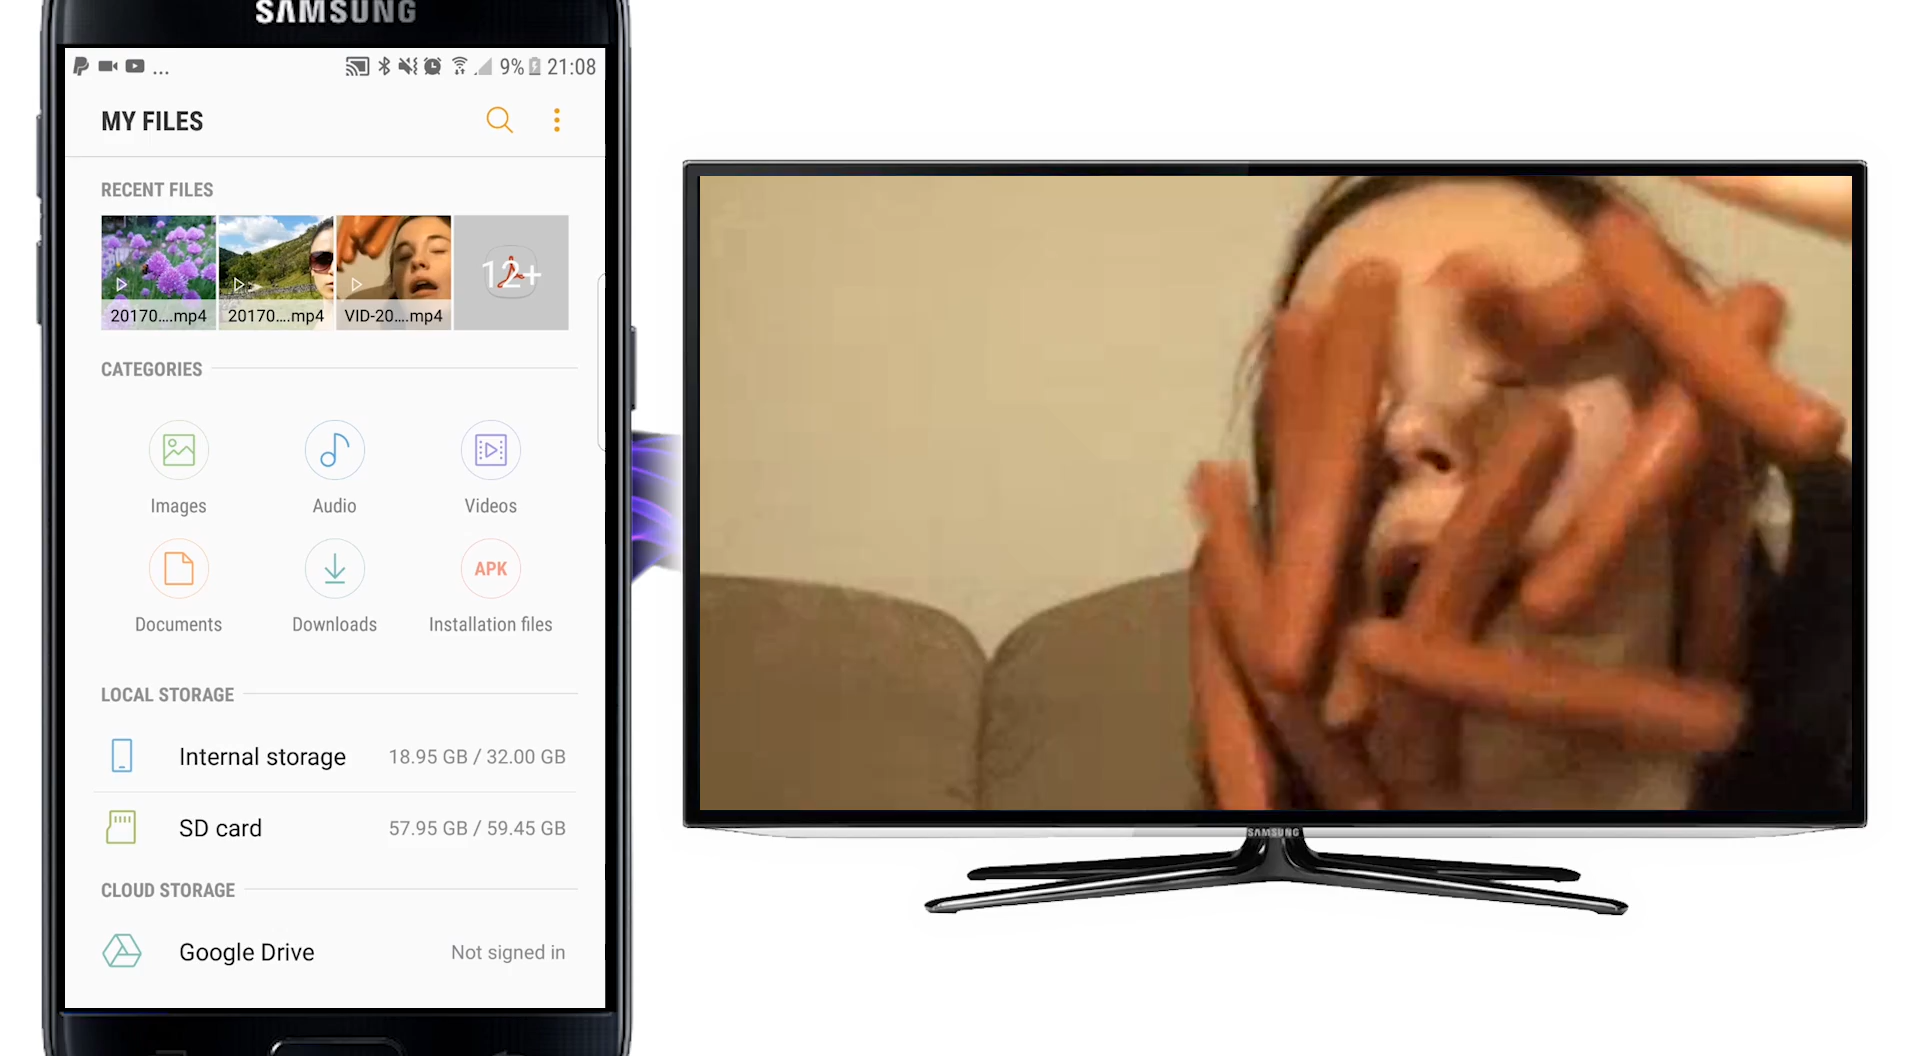 SAMSUNG
... 9% 21:08
MY FILES
RECENT FILES
12+
20170....mp4 20170....mp4 VID-20....mp4
CATEGORIES
Images Audio Videos
APK
Documents Downloads Installation files
LOCAL STORAGE
Internal storage 18.95 GB / 32.00 GB
SD card 57.95 GB / 59.45 GB
SAMSUNG
CLOUD STORAGE
Google Drive Not signed in